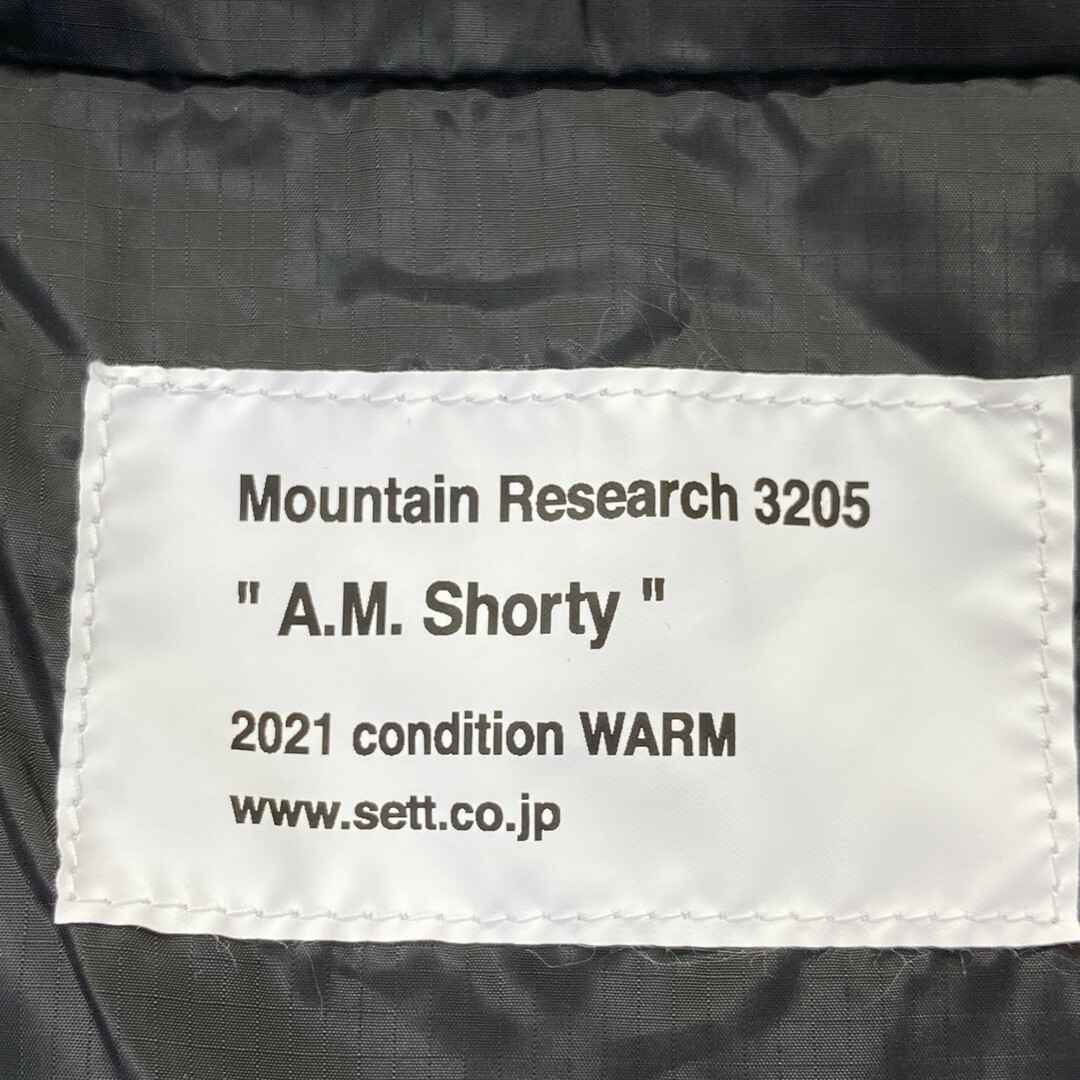 Mountain Research 3205
" A.M. Shorty "
2021 condition WARM
www.sett.co.jp